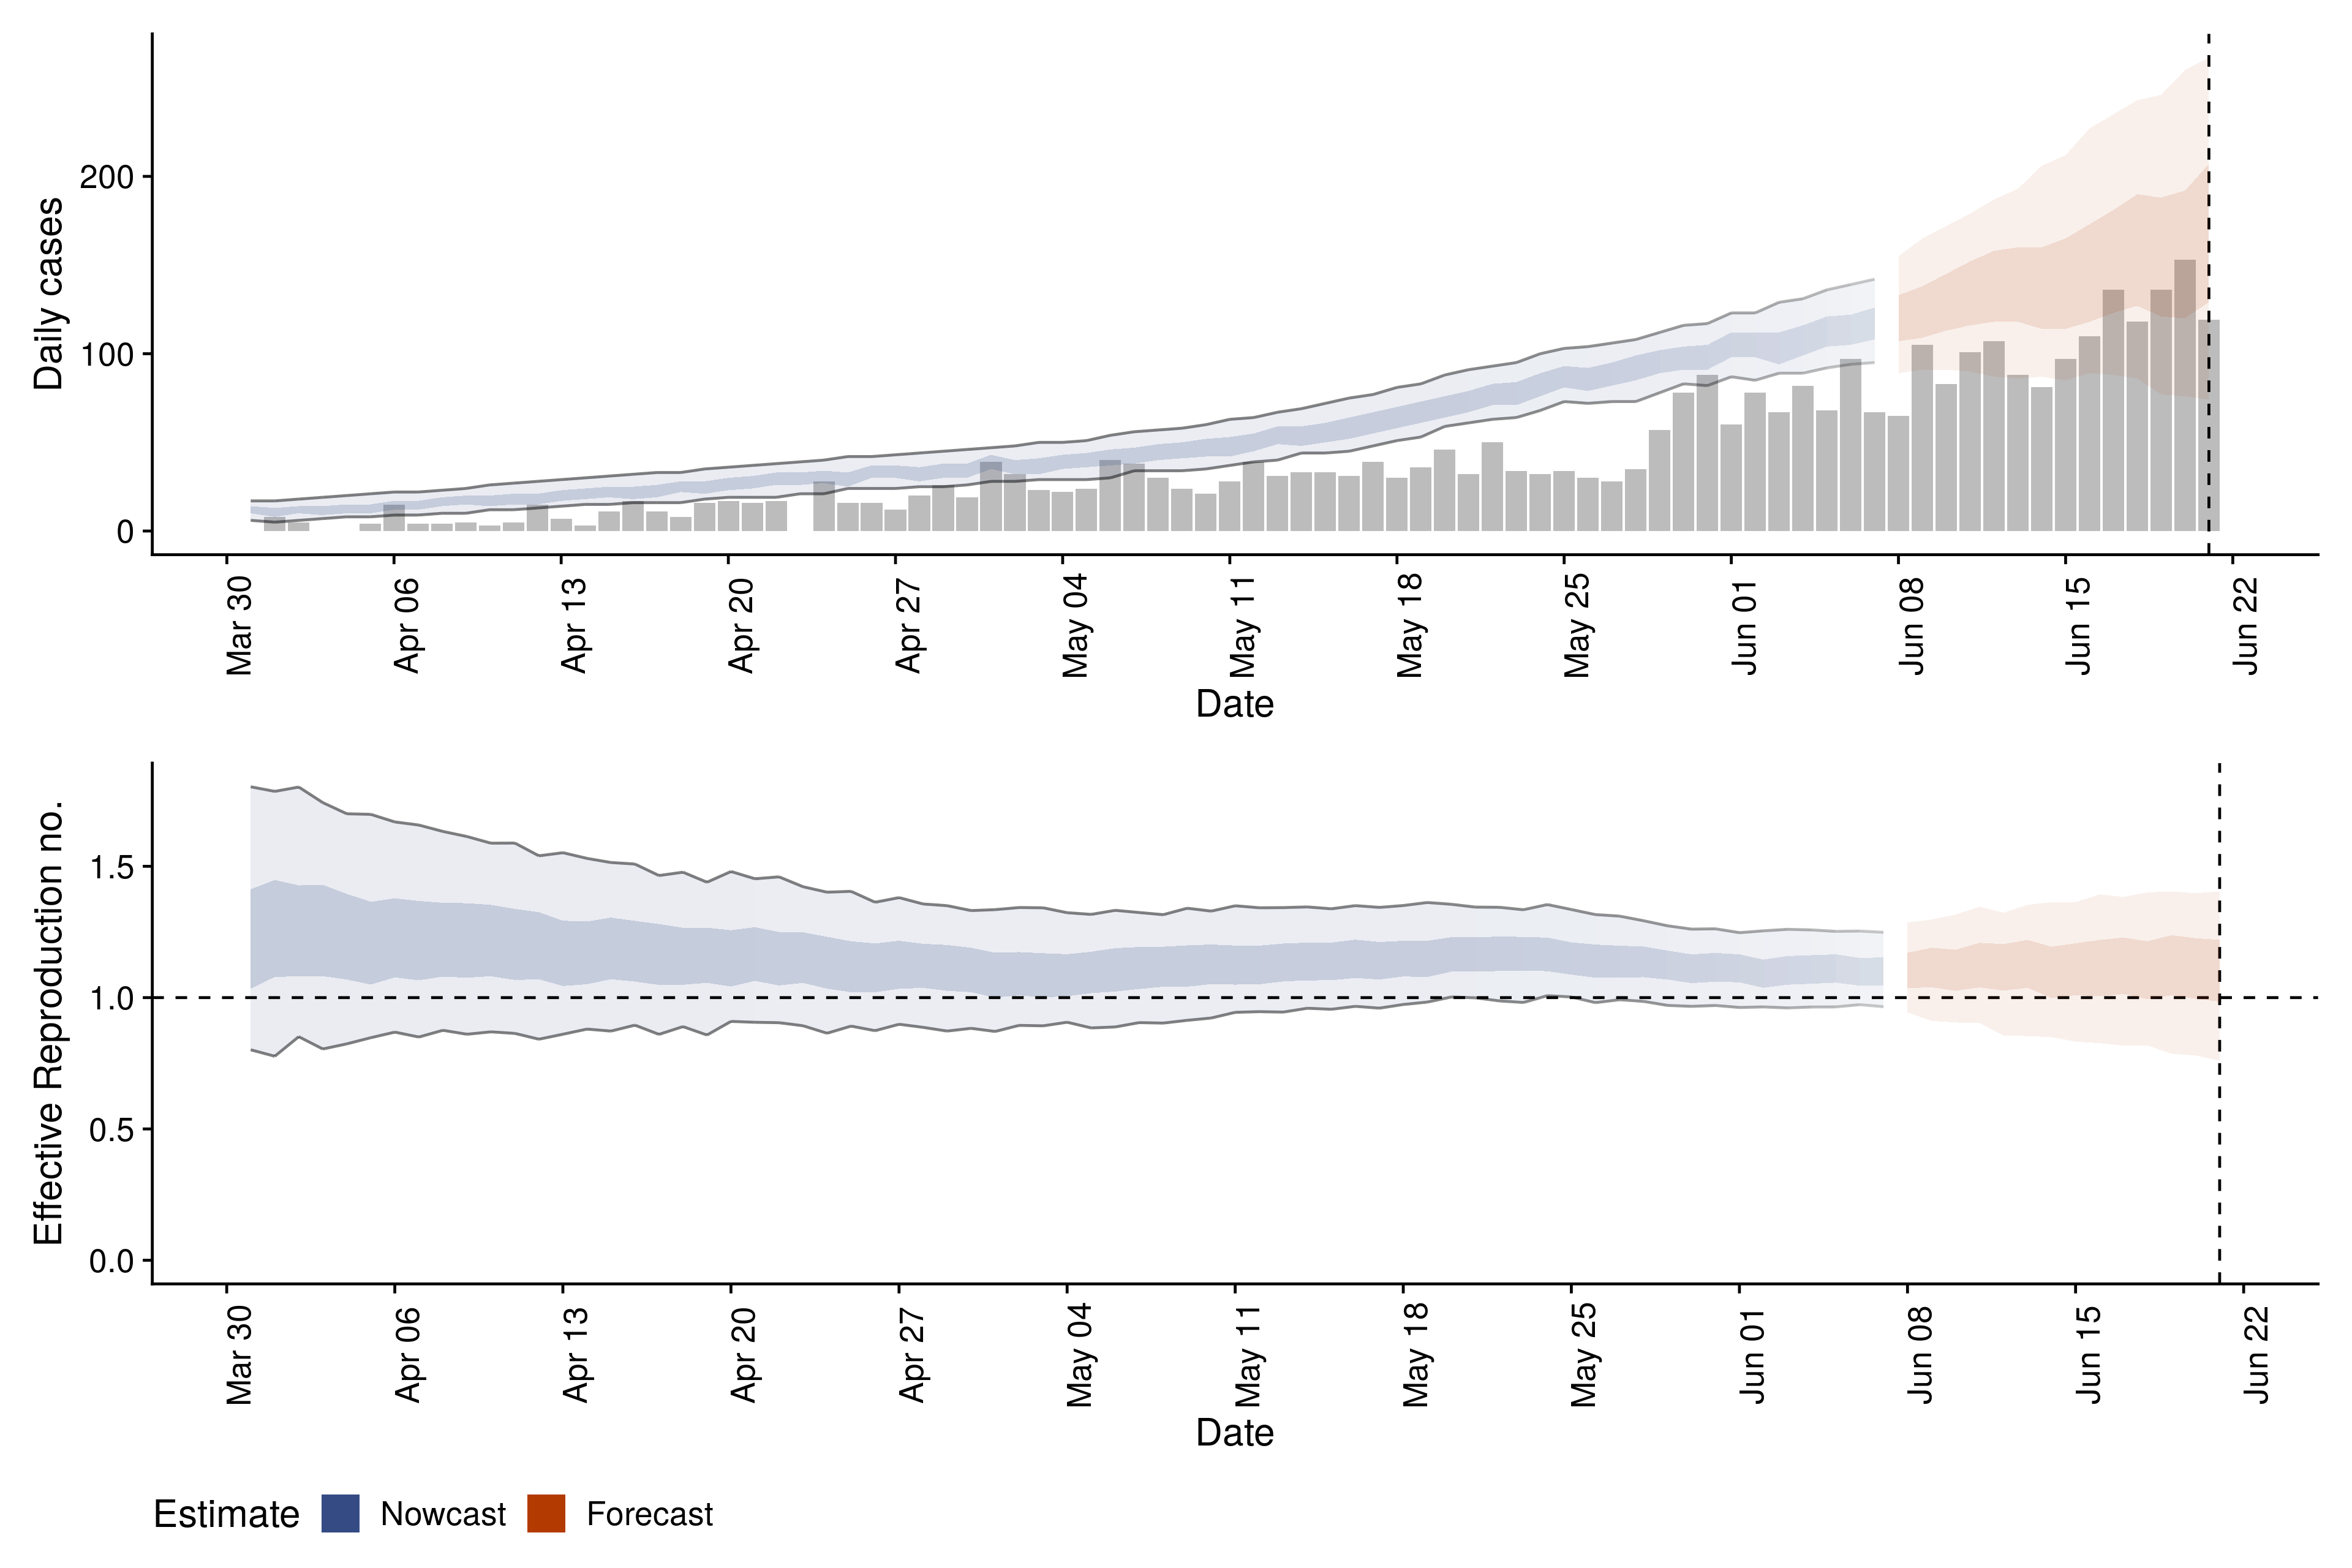 Daily cases
200
100
0
Mar 30 Apr 06 Apr 13 Apr 20 Apr 27 May 04 May 11 May 18 May 25 Jun 01 Jun 08 Jun 15 Jun 22
Date
Effective Reproduction no.
1.5
1.0
0.5
0.0
Mar 30 Apr 06 Apr 13 Apr 20 Apr 27 May 04 May 11 May 18 May 25 Jun 01 Jun 08 Jun 15 Jun 22
Date
Estimate Nowcast Forecast